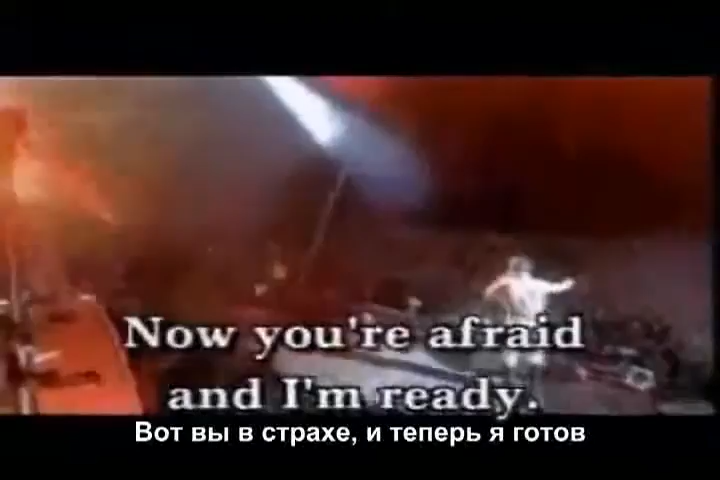 Now you're afraid
and I'm ready.
Вот вы в страхе, и теперь я готов